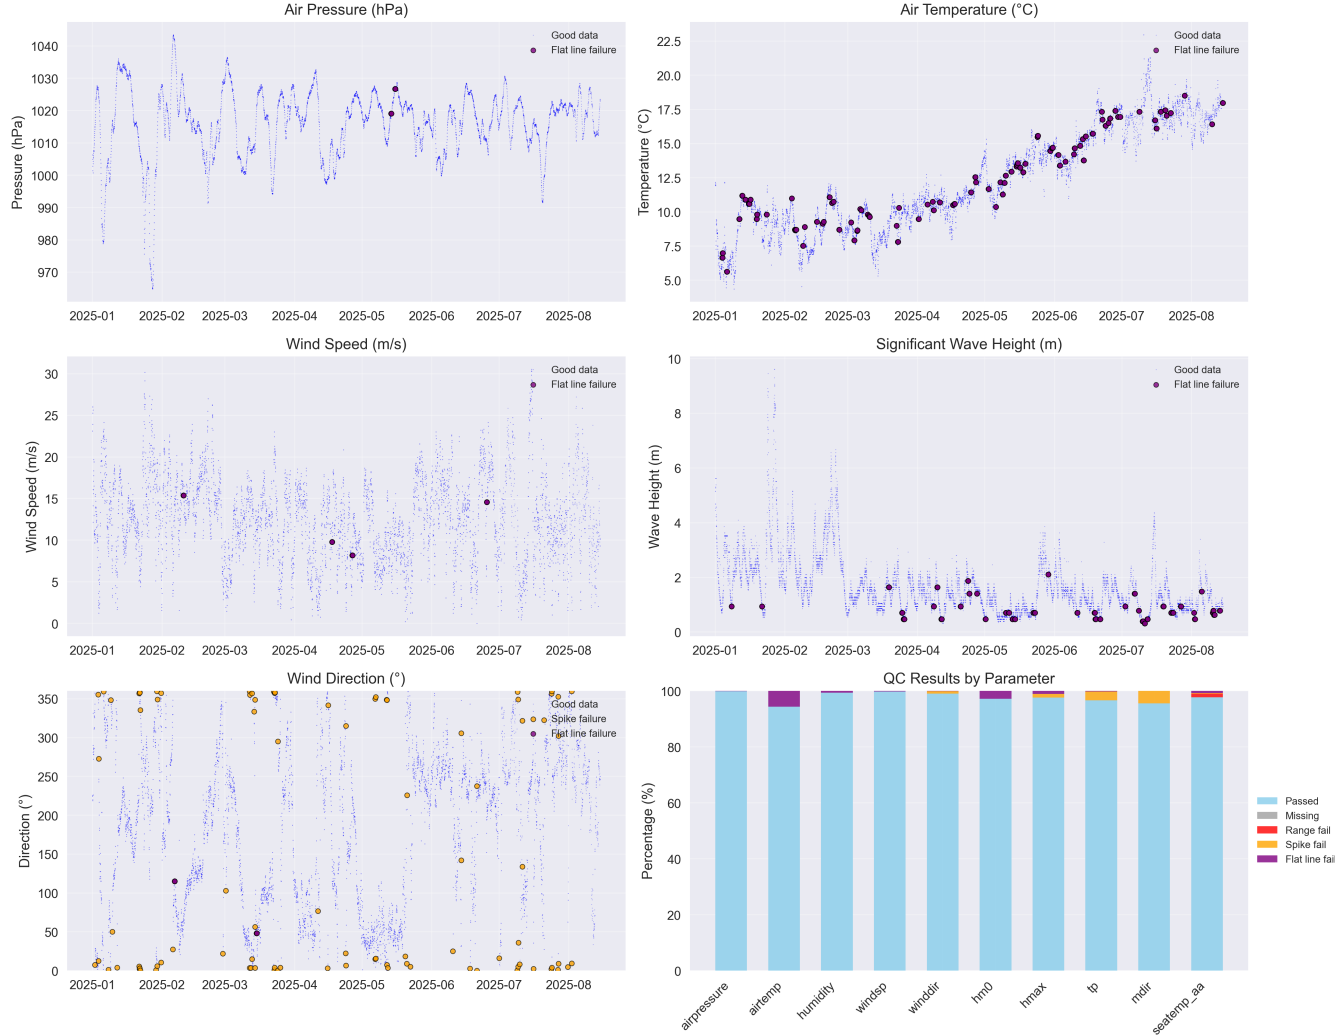 Air Pressure (hPa)
Pressure (hPa)
1040
1030
1020
1010
1000
990
980
970
2025-01 2025-02 2025-03 2025-04 2025-05 2025-06 2025-07 2025-08
Good data
Flat line failure
Air Temperature (°C)
Temperature (°C)
22.5
20.0
17.5
15.0
12.5
10.0
7.5
5.0
2025-01 2025-02 2025-03 2025-04 2025-05 2025-06 2025-07 2025-08
Good data
Flat line failure
Wind Speed (m/s)
Wind Speed (m/s)
30
25
20
15
10
5
0
2025-01 2025-02 2025-03 2025-04 2025-05 2025-06 2025-07 2025-08
Good data
Flat line failure
Significant Wave Height (m)
Wave Height (m)
10
8
6
4
2
0
2025-01 2025-02 2025-03 2025-04 2025-05 2025-06 2025-07 2025-08
Good data
Flat line failure
Wind Direction (°)
Direction (°)
350
300
250
200
150
100
50
0
2025-01 2025-02 2025-03 2025-04 2025-05 2025-06 2025-07 2025-08
Good data
Spike failure
Flat line failure
QC Results by Parameter
Percentage (%)
100
80
60
40
20
0
airpressure
airtemp
humidity
windsp
winddir
hm0
hmax
tp
mdir
seatemp_aa
Passed
Missing
Range fail
Spike fail
Flat line fail